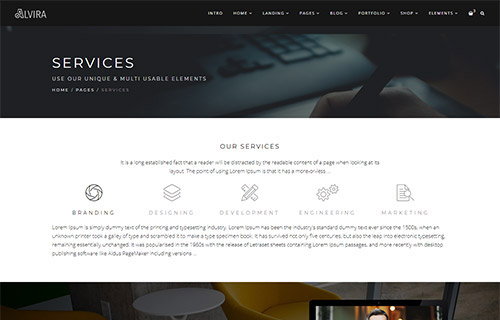 ALVIRA
INTRO HOME LANDING PAGES BLOG PORTFOLIO SHOP ELEMENTS
SERVICES
USE OUR UNIQUE & MULTI USABLE ELEMENTS
HOME / PAGES / SERVICES
OUR SERVICES
It is a long established fact that a reader will be distracted by the readable content of a page when looking at its
layout. The point of using Lorem Ipsum is that it has a more-or-less ...
BRANDING DESIGNING DEVELOPMENT ENGINEERING MARKETING
Lorem Ipsum is simply dummy text of the printing and typesetting industry. Lorem Ipsum has been the industry's standard dummy text ever since the 1500s, when an
unknown printer took a galley of type and scrambled it to make a type specimen book. It has survived not only five centuries, but also the leap into electronic typesetting,
remaining essentially unchanged. It was popularised in the 1960s with the release of Letraset sheets containing Lorem Ipsum passages, and more recently with desktop
publishing software like Aldus PageMaker including versions ...